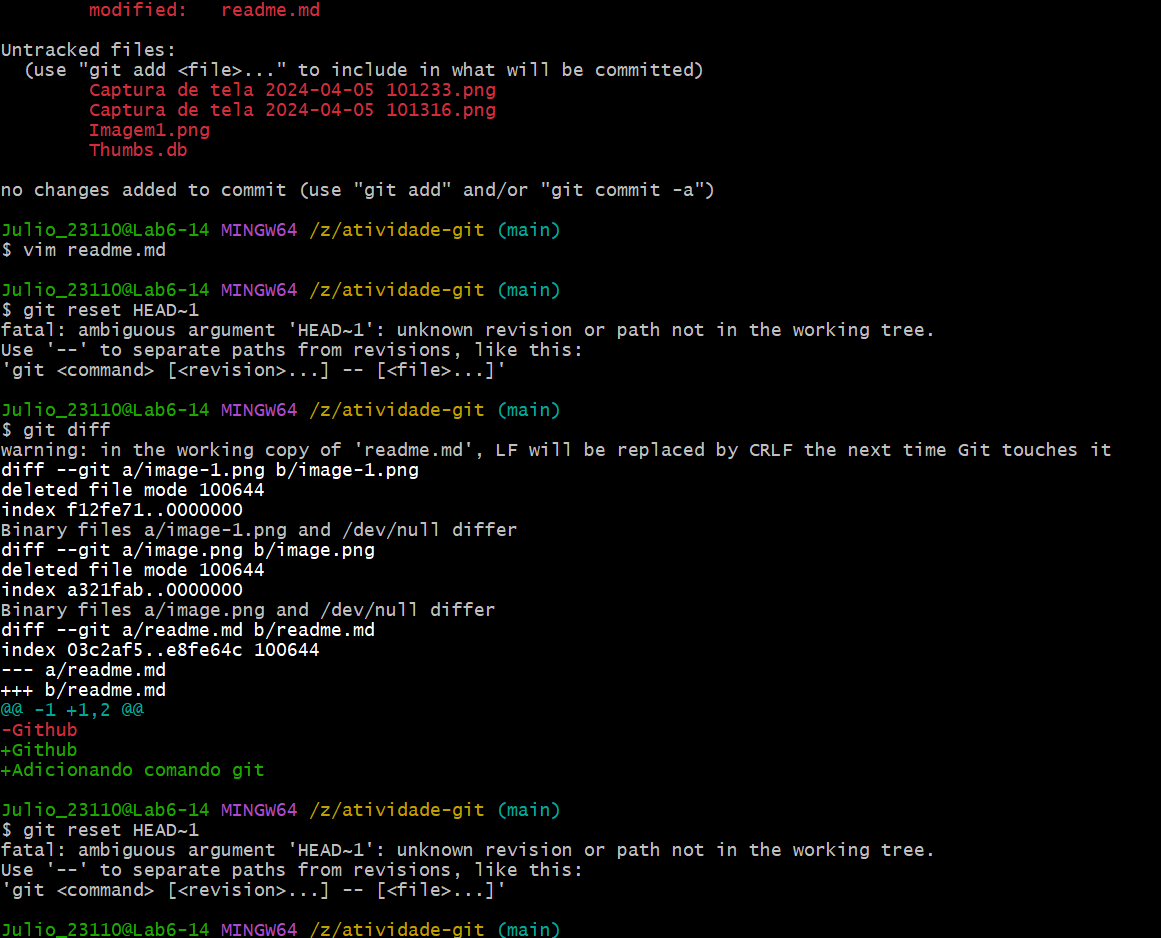 modified:   readme.md
Untracked files:
(use "git add <file>..." to include in what will be committed)
Captura de tela 2024-04-05 101233.png
Captura de tela 2024-04-05 101316.png
Imagem1.png
Thumbs.db
no changes added to commit (use "git add" and/or "git commit -a")
Julio_23110@Lab6-14 MINGW64 /z/atividade-git (main)
$ vim readme.md
Julio_23110@Lab6-14 MINGW64 /z/atividade-git (main)
$ git reset HEAD~1
fatal: ambiguous argument 'HEAD~1': unknown revision or path not in the working tree.
Use '--' to separate paths from revisions, like this:
'git <command> [<revision>...] -- [<file>...]'
Julio_23110@Lab6-14 MINGW64 /z/atividade-git (main)
$ git diff
warning: in the working copy of 'readme.md', LF will be replaced by CRLF the next time Git touches it
diff --git a/image-1.png b/image-1.png
deleted file mode 100644
index f12fe71..0000000
Binary files a/image-1.png and /dev/null differ
diff --git a/image.png b/image.png
deleted file mode 100644
index a321fab..0000000
Binary files a/image.png and /dev/null differ
diff --git a/readme.md b/readme.md
index 03c2af5..e8fe64c 100644
--- a/readme.md
+++ b/readme.md
@@ -1 +1,2 @@
-Github
+Github
+Adicionando comando git
Julio_23110@Lab6-14 MINGW64 /z/atividade-git (main)
$ git reset HEAD~1
fatal: ambiguous argument 'HEAD~1': unknown revision or path not in the working tree.
Use '--' to separate paths from revisions, like this:
'git <command> [<revision>...] -- [<file>...]'
Julio_23110@Lab6-14 MINGW64 /z/atividade-git (main)